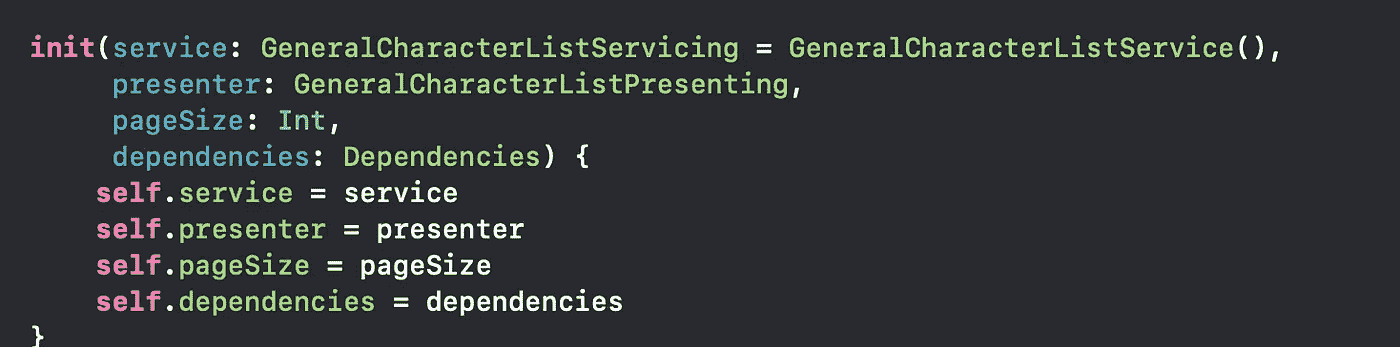 init(service: GeneralCharacterListServicing = GeneralCharacterListService(),
     presenter: GeneralCharacterListPresenting,
     pageSize: Int,
     dependencies: Dependencies) {
    self.service = service
    self.presenter = presenter
    self.pageSize = pageSize
    self.dependencies = dependencies
}